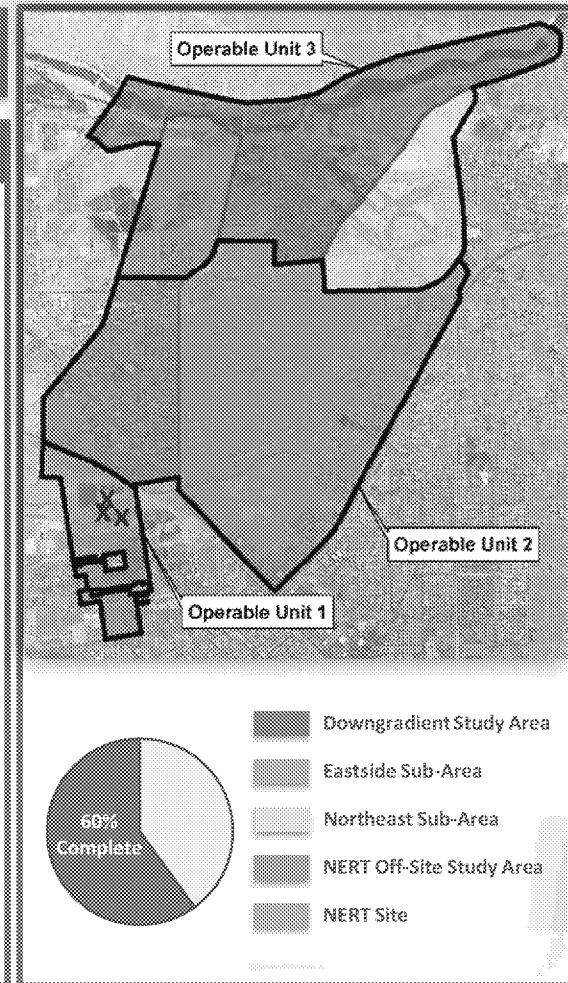 Operable Unit 3
Operable Unit 2
Operable Unit 1
X
X X
60%
Complete
Downgradient Study Area
Eastside Sub-Area
Northeast Sub-Area
NERT Off-Site Study Area
NERT Site